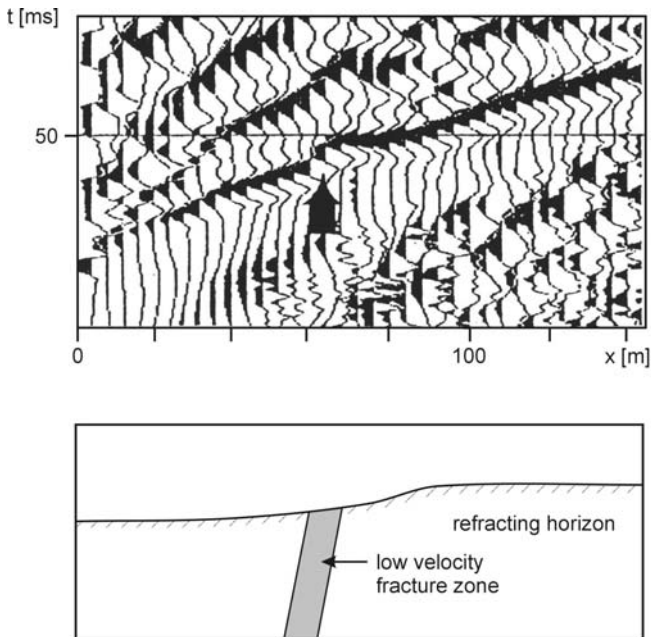 t [ms]
50
0
100
x [m]
refracting horizon
low velocity
fracture zone